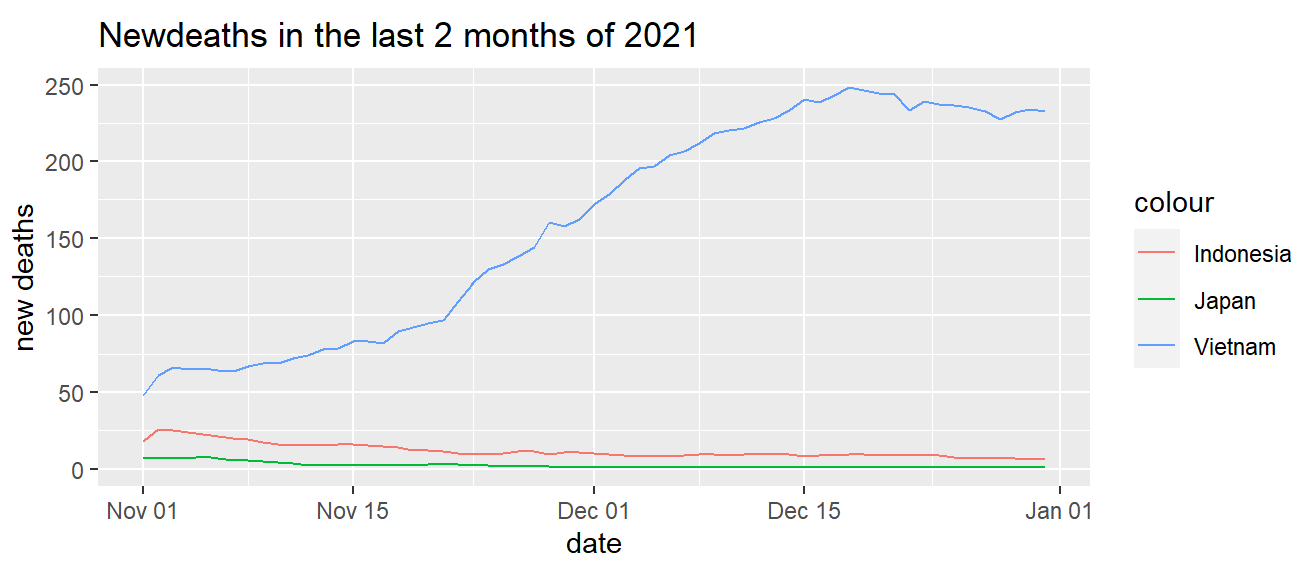 Newdeaths in the last 2 months of 2021
250
200
150
100
50
0
new deaths
Nov 01
Nov 15
Dec 01
Dec 15
Jan 01
date
colour
Indonesia
Japan
Vietnam